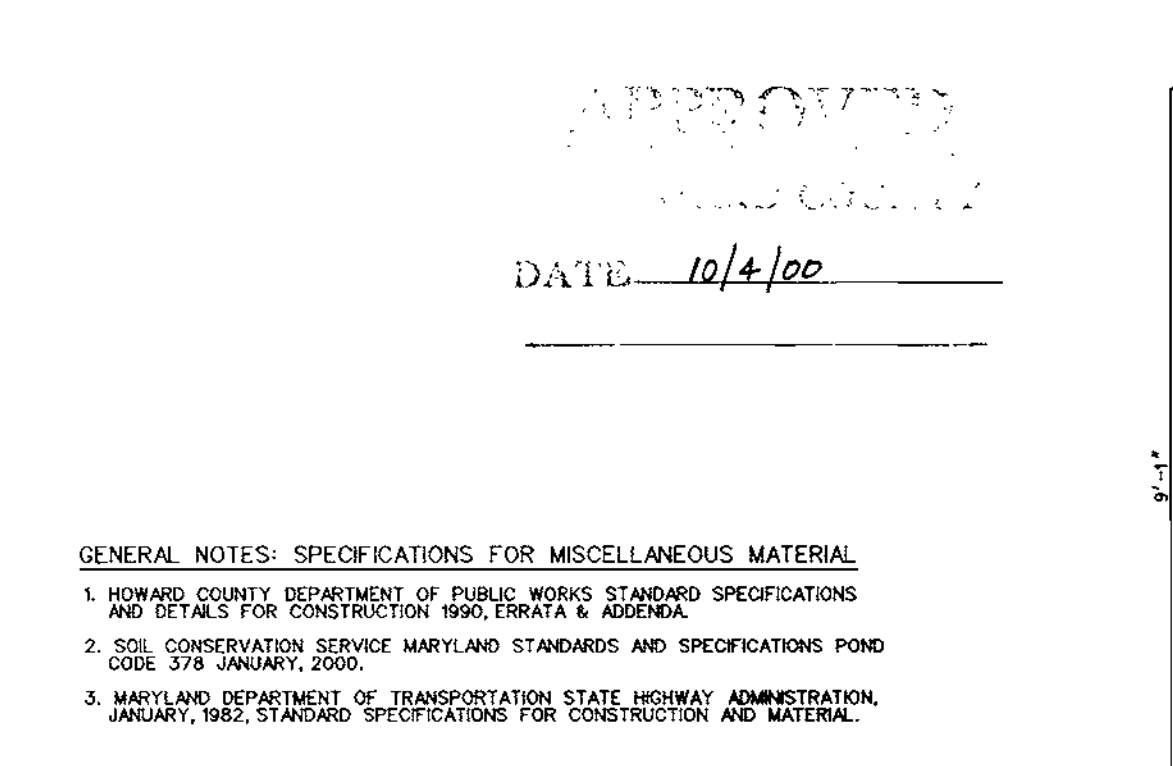 APPROVED
COUNTY
DATE 10/4/00
9'-1"
GENERAL NOTES: SPECIFICATIONS FOR MISCELLANEOUS MATERIAL
1. HOWARD COUNTY DEPARTMENT OF PUBLIC WORKS STANDARD SPECIFICATIONS
AND DETAILS FOR CONSTRUCTION 1990, ERRATA & ADDENDA.
2. SOIL CONSERVATION SERVICE MARYLAND STANDARDS AND SPECIFICATIONS POND
CODE 378 JANUARY, 2000.
3. MARYLAND DEPARTMENT OF TRANSPORTATION STATE HIGHWAY ADMINISTRATION,
JANUARY, 1982, STANDARD SPECIFICATIONS FOR CONSTRUCTION AND MATERIAL.